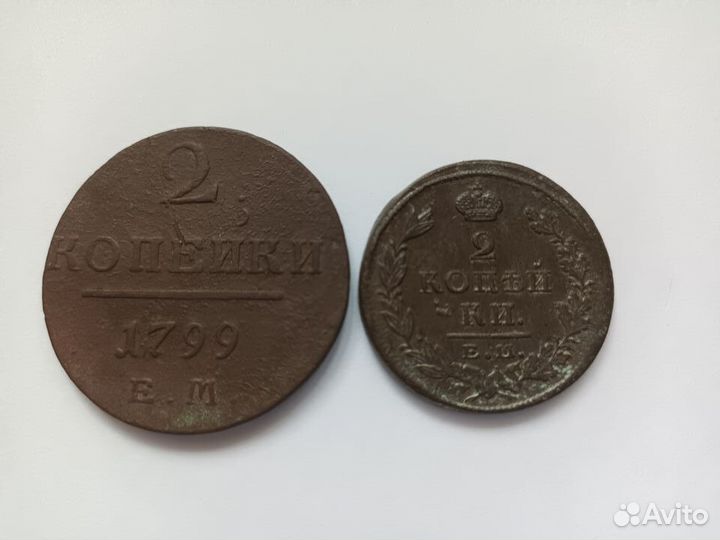 2
КОПЕЙКИ
1799
Е.М.
2
КОПѢЙ
КИ.
Е.М.
Avito